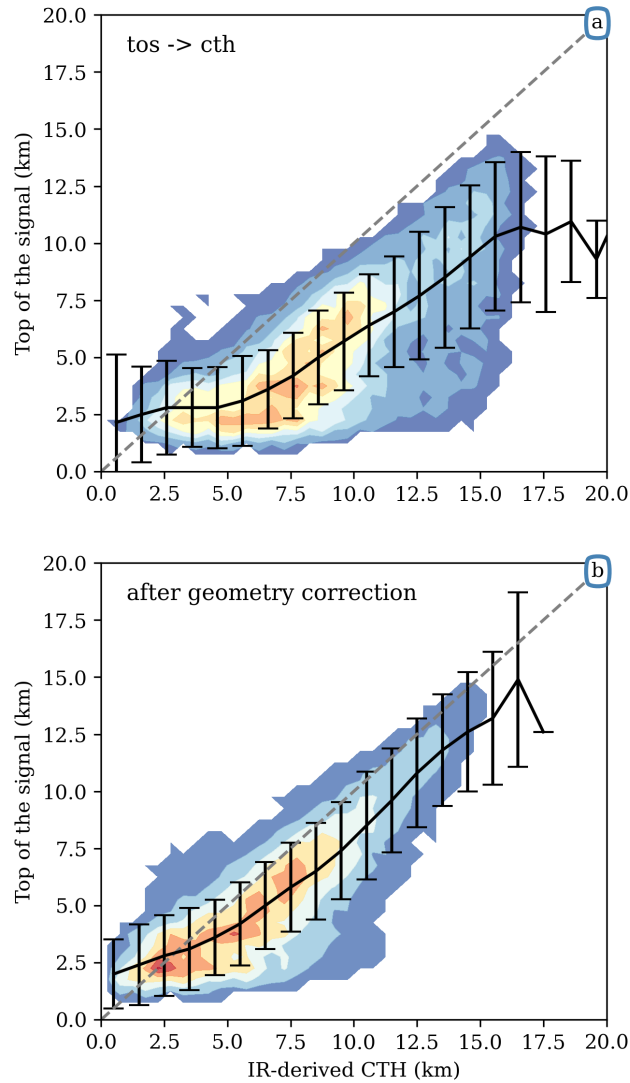 a
20.0
tos -> cth
17.5
15.0
12.5
10.0
7.5
5.0
2.5
0.0
Top of the signal (km)
0.0 2.5 5.0 7.5 10.0 12.5 15.0 17.5 20.0
b
20.0
after geometry correction
17.5
15.0
12.5
10.0
7.5
5.0
2.5
0.0
Top of the signal (km)
0.0 2.5 5.0 7.5 10.0 12.5 15.0 17.5 20.0
IR-derived CTH (km)